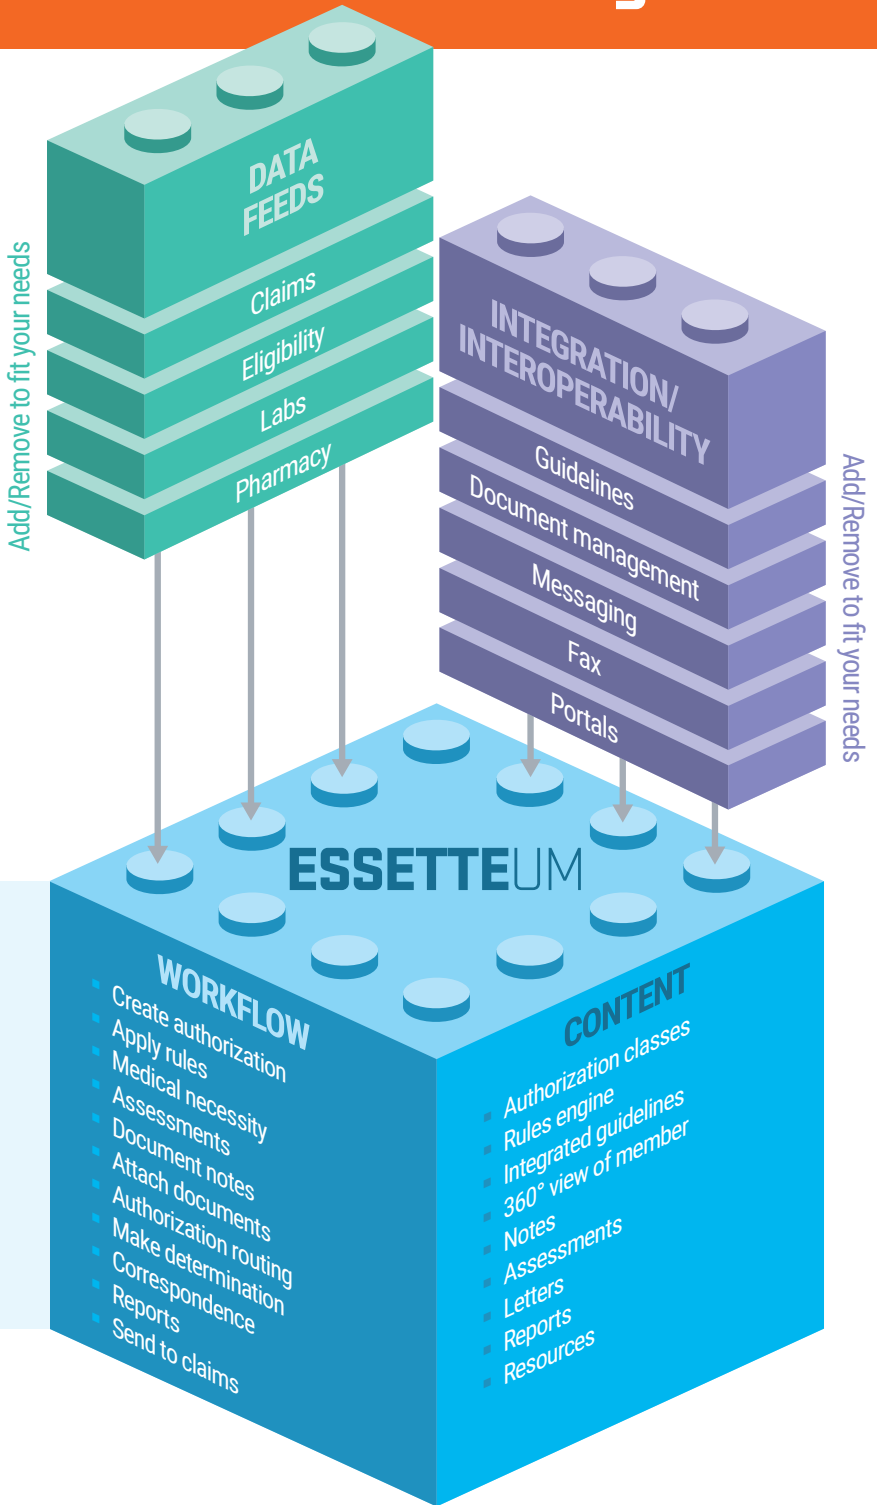 DATA
FEEDS
Claims
Eligibility
Labs
Pharmacy
Add/Remove to fit your needs
INTEGRATION/
INTEROPERABILITY
Guidelines
Document management
Messaging
Fax
Portals
Add/Remove to fit your needs
ESSETTEUM
WORKFLOW
Create authorization
Apply rules
Medical necessity
Assessments
Document notes
Attach documents
Authorization routing
Make determination
Correspondence
Reports
Send to claims
CONTENT
Authorization classes
Rules engine
Integrated guidelines
360° view of member
Notes
Assessments
Letters
Reports
Resources